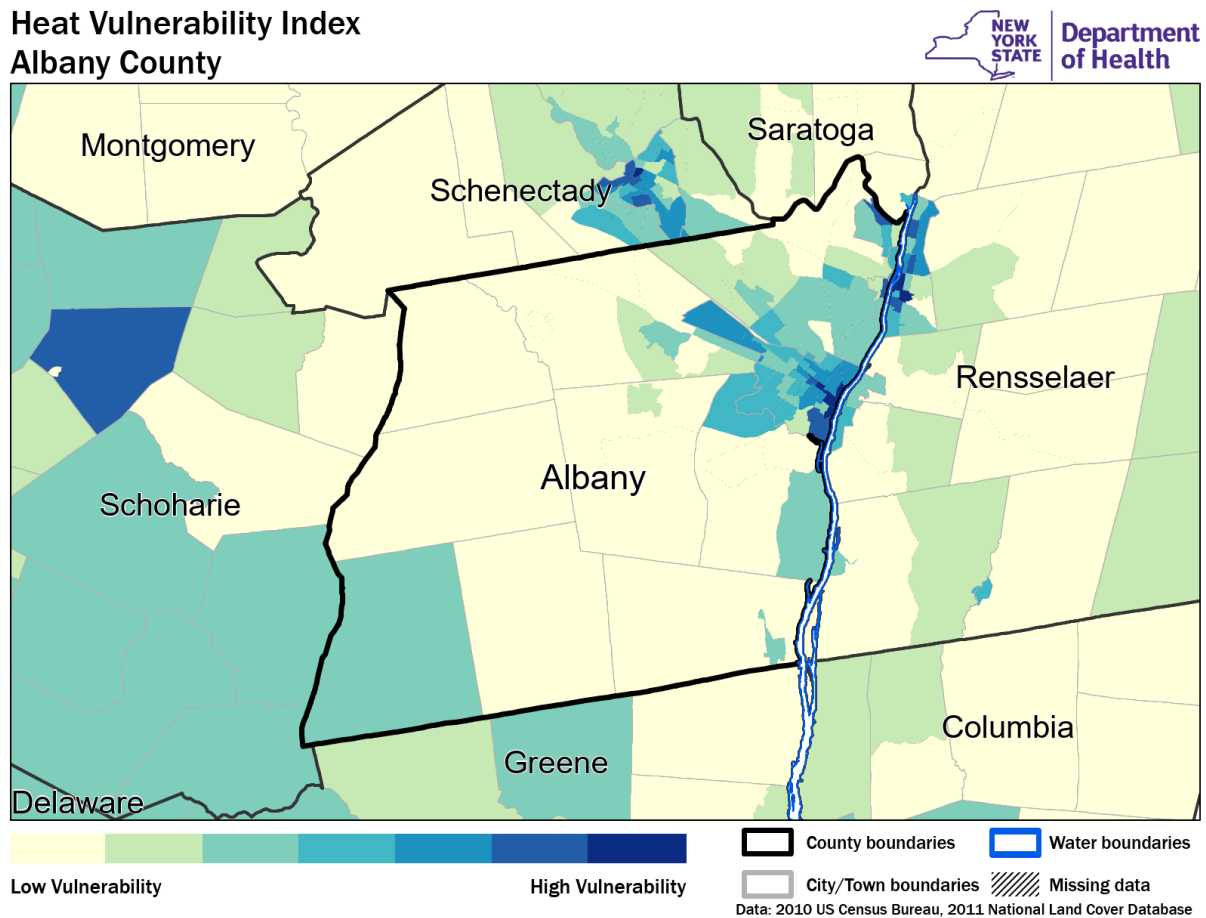 Heat Vulnerability Index
Albany County
NEW
YORK
STATE
Department
of Health
Montgomery
Saratoga
Schenectady
Rensselaer
Albany
Schoharie
Columbia
Greene
Delaware
Low Vulnerability
High Vulnerability
County boundaries
Water boundaries
City/Town boundaries
Missing data
Data: 2010 US Census Bureau, 2011 National Land Cover Database